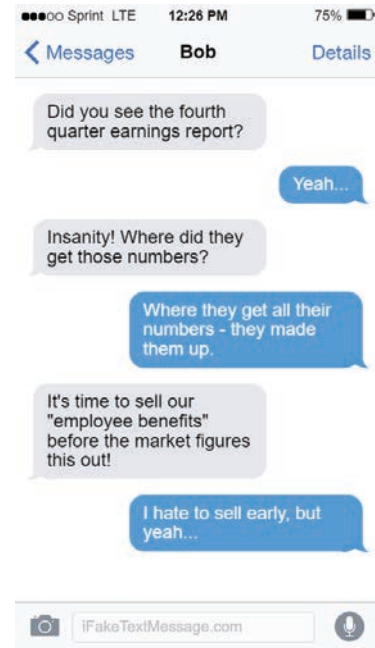 Sprint LTE 12:26 PM 75%
Messages Bob Details
Did you see the fourth
quarter earnings report?
Yeah...
Insanity! Where did they
get those numbers?
Where they get all their
numbers - they made
them up.
It's time to sell our
"employee benefits"
before the market figures
this out!
I hate to sell early, but
yeah...
iFakeTextMessage.com